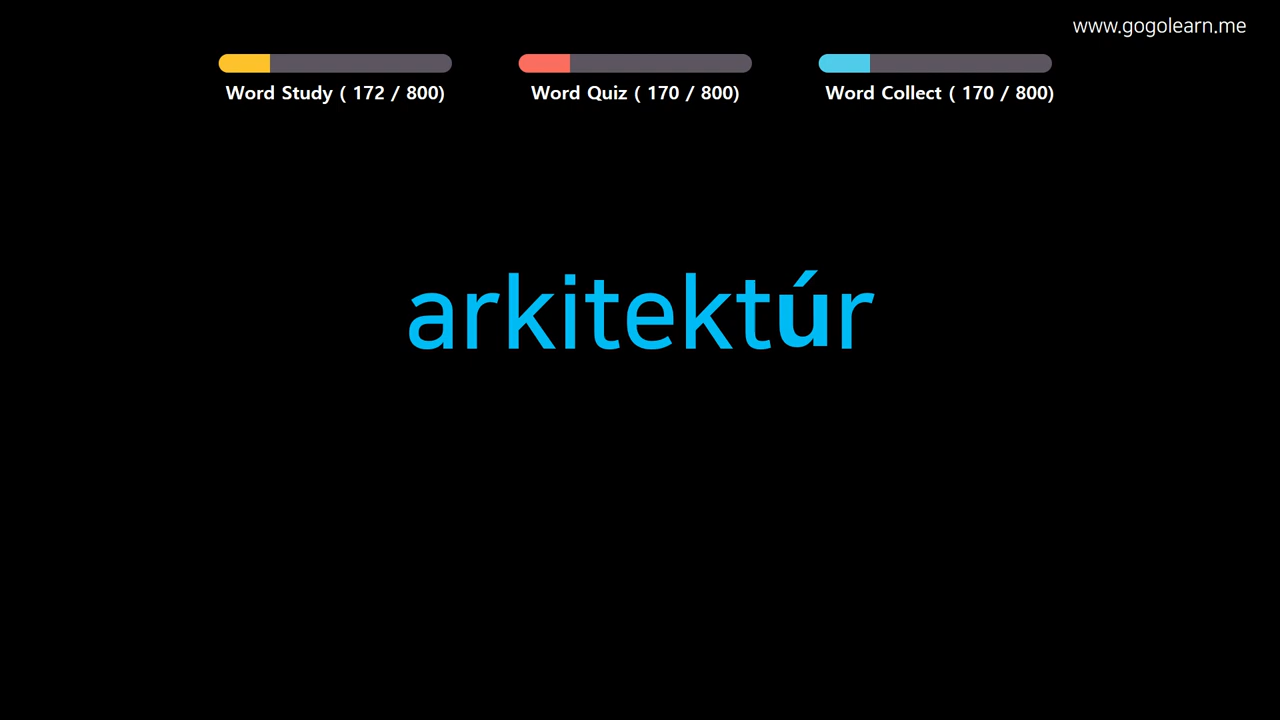 www.gogolearn.me
Word Study ( 172 / 800)
Word Quiz ( 170 / 800)
Word Collect ( 170 / 800)
arkitektúr